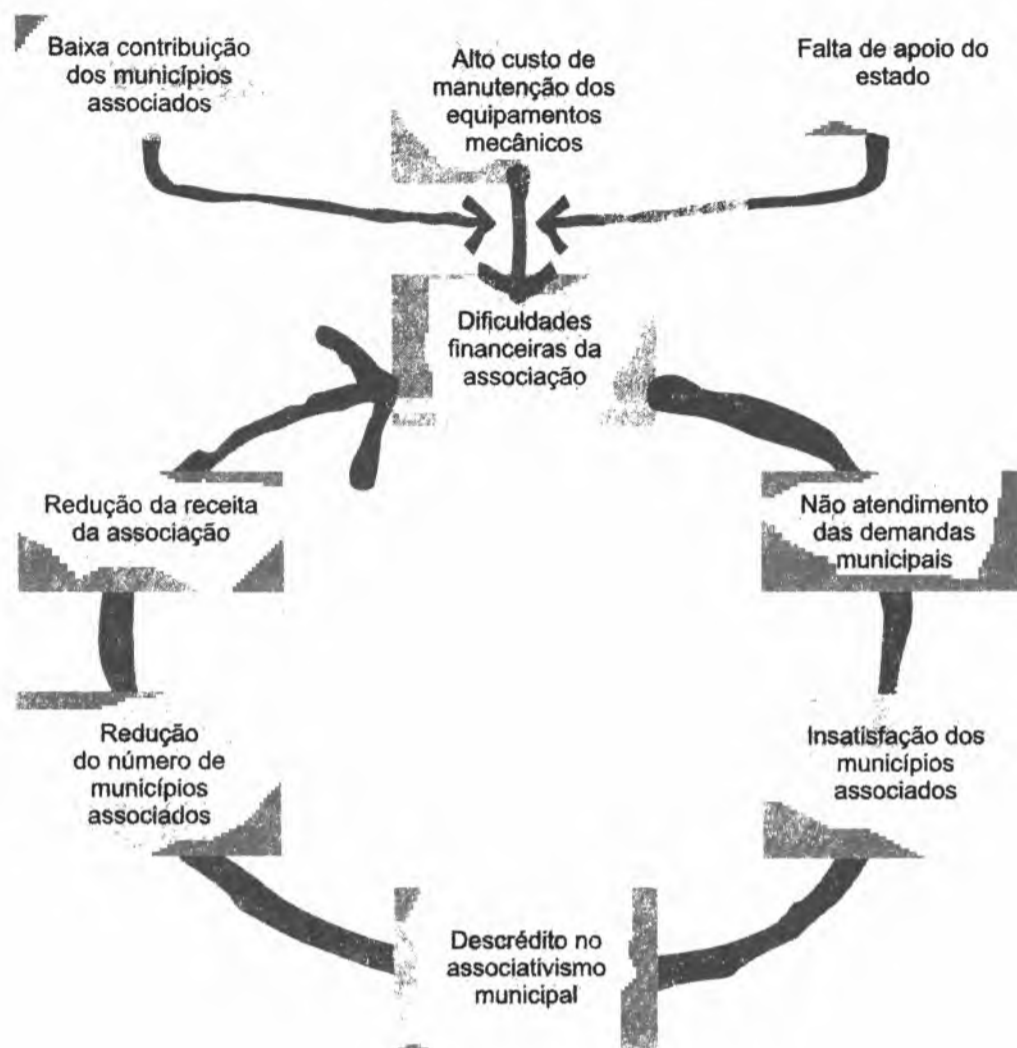 Baixa contribuição
dos municípios
associados
Alto custo de
manutenção dos
equipamentos
mecânicos
Falta de apoio do
estado
Dificuldades
financeiras da
associação
Não atendimento
das demandas
municipais
Insatisfação dos
municípios
associados
Descrédito no
associativismo
municipal
Redução
do número de
municípios
associados
Redução da receita
da associação